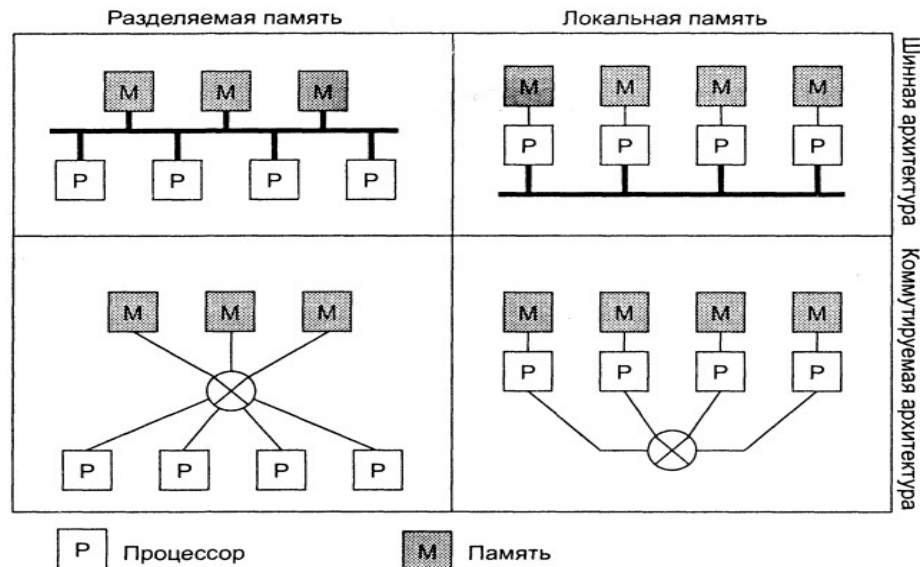 Разделяемая память
Локальная память
M M M
P P P P
M M M M
P P P P
Шинная архитектура
M M M
P P P P
M M M M
P P P P
Коммутируемая архитектура
P Процессор
M Память